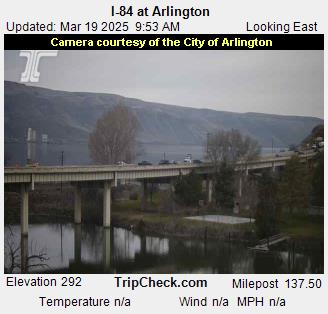 I-84 at Arlington
Updated: Mar 19 2025 9:53 AM Looking East
Camera courtesy of the City of Arlington
Elevation 292 TripCheck.com Milepost 137.50
Temperature n/a Wind n/a MPH n/a